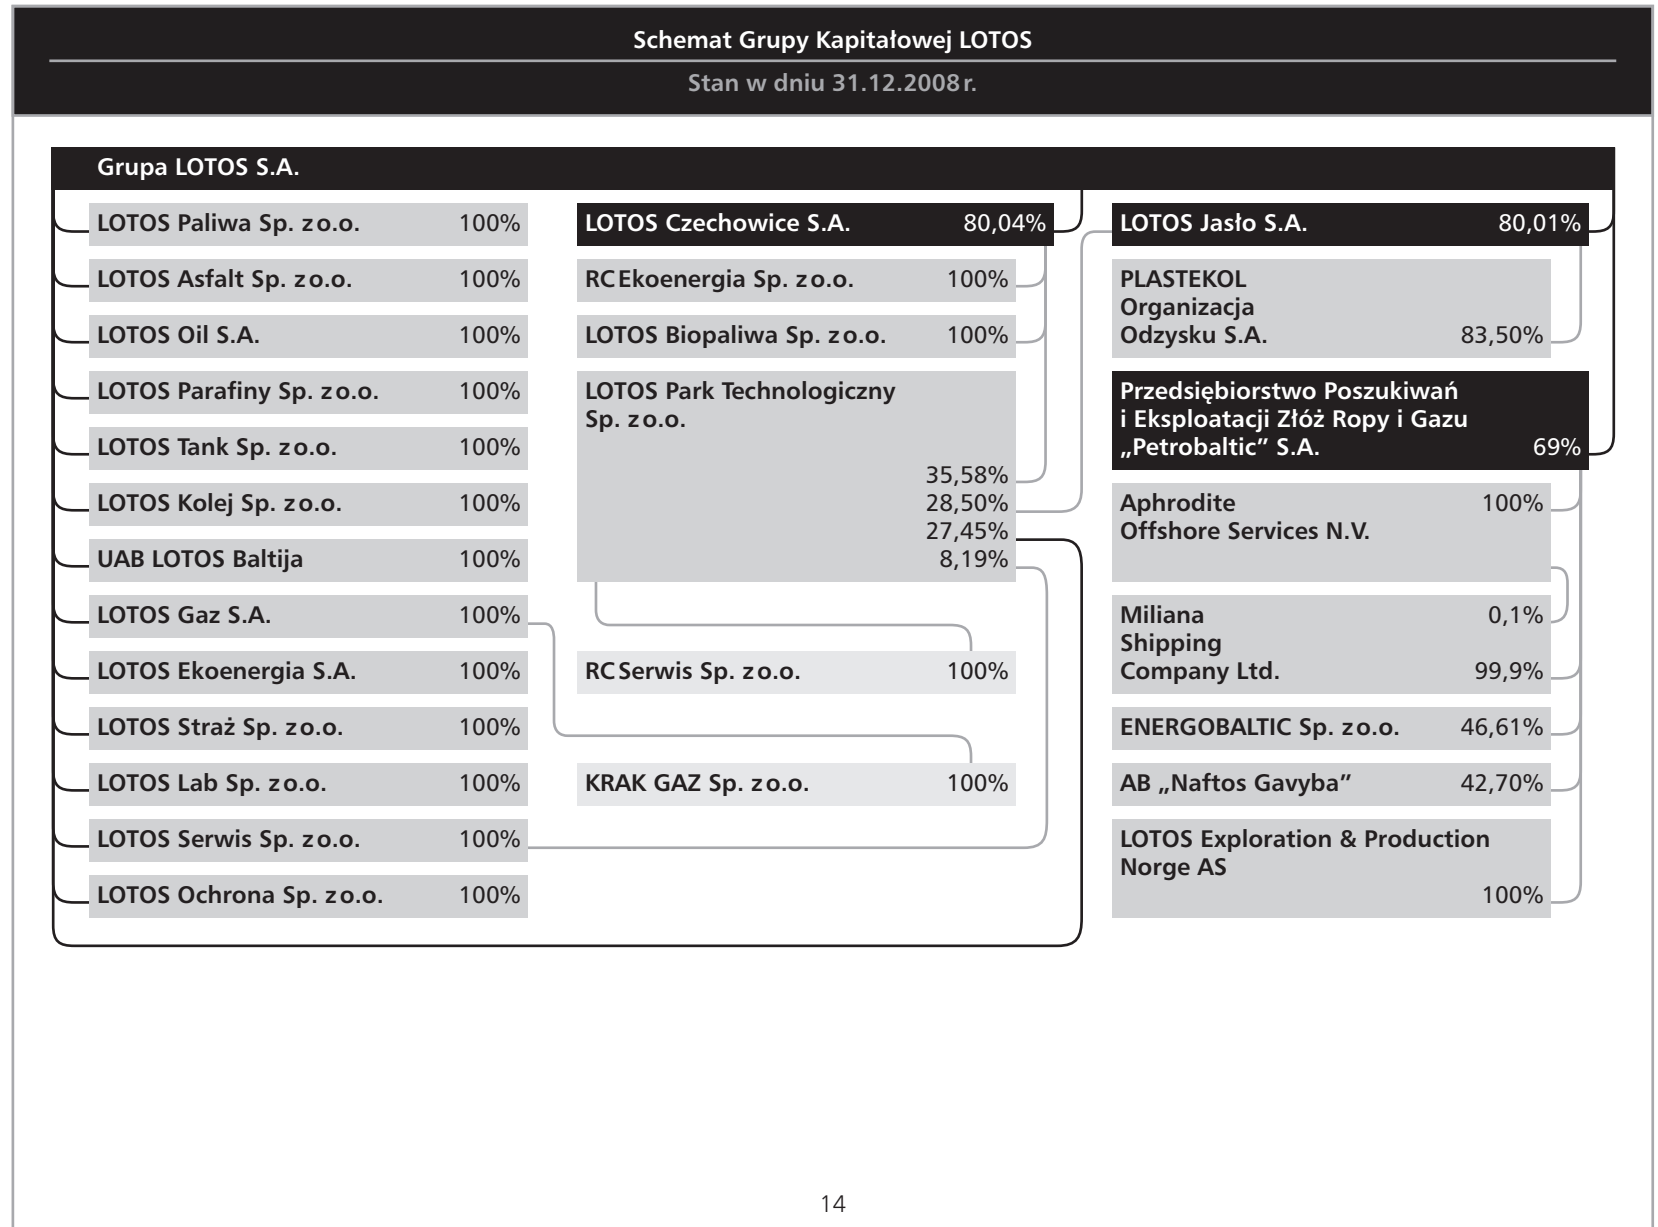 Schemat Grupy Kapitałowej LOTOS
Stan w dniu 31.12.2008 r.
Grupa LOTOS S.A.
LOTOS Paliwa Sp. z o.o. 100%
LOTOS Asfalt Sp. z o.o. 100%
LOTOS Oil S.A. 100%
LOTOS Parafiny Sp. z o.o. 100%
LOTOS Tank Sp. z o.o. 100%
LOTOS Kolej Sp. z o.o. 100%
UAB LOTOS Baltija 100%
LOTOS Gaz S.A. 100%
LOTOS Ekoenergia S.A. 100%
LOTOS Straż Sp. z o.o. 100%
LOTOS Lab Sp. z o.o. 100%
LOTOS Serwis Sp. z o.o. 100%
LOTOS Ochrona Sp. z o.o. 100%
LOTOS Czechowice S.A. 80,04%
RC Ekoenergia Sp. z o.o. 100%
LOTOS Biopaliwa Sp. z o.o. 100%
LOTOS Park Technologiczny
Sp. z o.o.
35,58%
28,50%
27,45%
8,19%
RC Serwis Sp. z o.o. 100%
KRAK GAZ Sp. z o.o. 100%
LOTOS Jasło S.A. 80,01%
PLASTEKOL
Organizacja
Odzysku S.A. 83,50%
Przedsiębiorstwo Poszukiwań
i Eksploatacji Złóż Ropy i Gazu
„Petrobaltic” S.A. 69%
Aphrodite 100%
Offshore Services N.V.
Miliana 0,1%
Shipping
Company Ltd. 99,9%
ENERGOBALTIC Sp. z o.o. 46,61%
AB „Naftos Gavyba” 42,70%
LOTOS Exploration & Production
Norge AS
100%
14